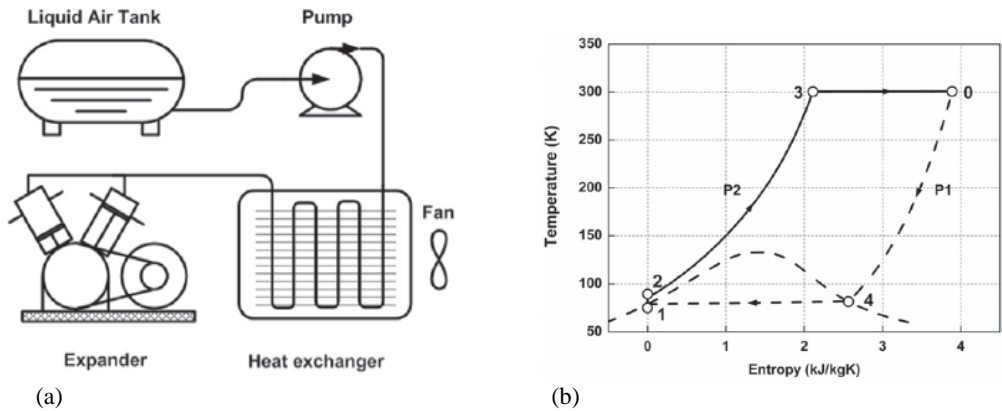 Liquid Air Tank
Pump
Fan
Expander
Heat exchanger
(a)
Temperature (K)
350
300
250
200
150
100
50
3
0
P2
P1
2
1
4
0
1
2
3
4
Entropy (kJ/kgK)
(b)